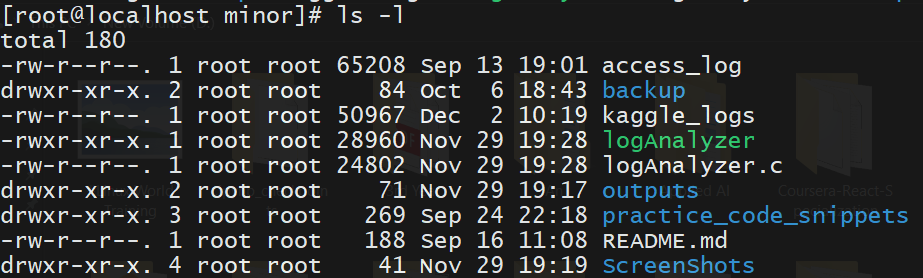 [root@localhost minor]# ls -l
total 180
-rw-r--r--. 1 root root 65208 Sep 13 19:01 access_log
drwxr-xr-x. 2 root root    84 Oct  6 18:43 backup
-rw-r--r--. 1 root root 50967 Dec  2 10:19 kaggle_logs
-rwxr-xr-x. 1 root root 28960 Nov 29 19:28 logAnalyzer
-rw-r--r-- 1 root root 24802 Nov 29 19:28 logAnalyzer.c
drwxr-xr-x. 2 root root    71 Nov 29 19:17 outputs
drwxr-xr-x. 3 root root   269 Sep 24 22:18 practice_code_snippets
-rw-r--r--. 1 root root   188 Sep 16 11:08 README.md
drwxr-xr-x. 4 root root    41 Nov 29 19:19 ScreenShots
Coursera-React-S